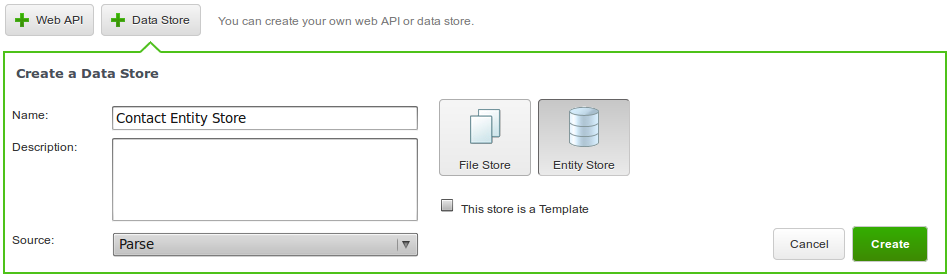 Web API
Data Store
You can create your own web API or data store.
Create a Data Store
Name:
Contact Entity Store
Description:
File Store
Entity Store
This store is a Template
Source:
Parse
Cancel
Create